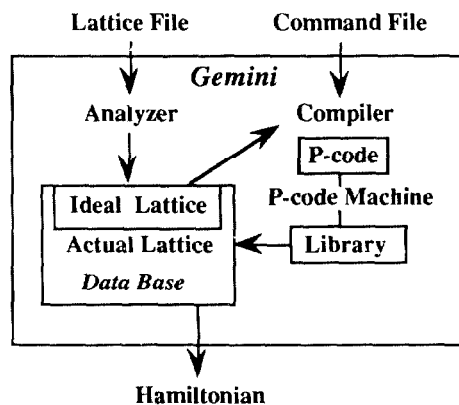 Lattice File
Command File
Gemini
Analyzer
Compiler
P-code
Ideal Lattice
P-code Machine
Actual Lattice
Library
Data Base
Hamiltonian